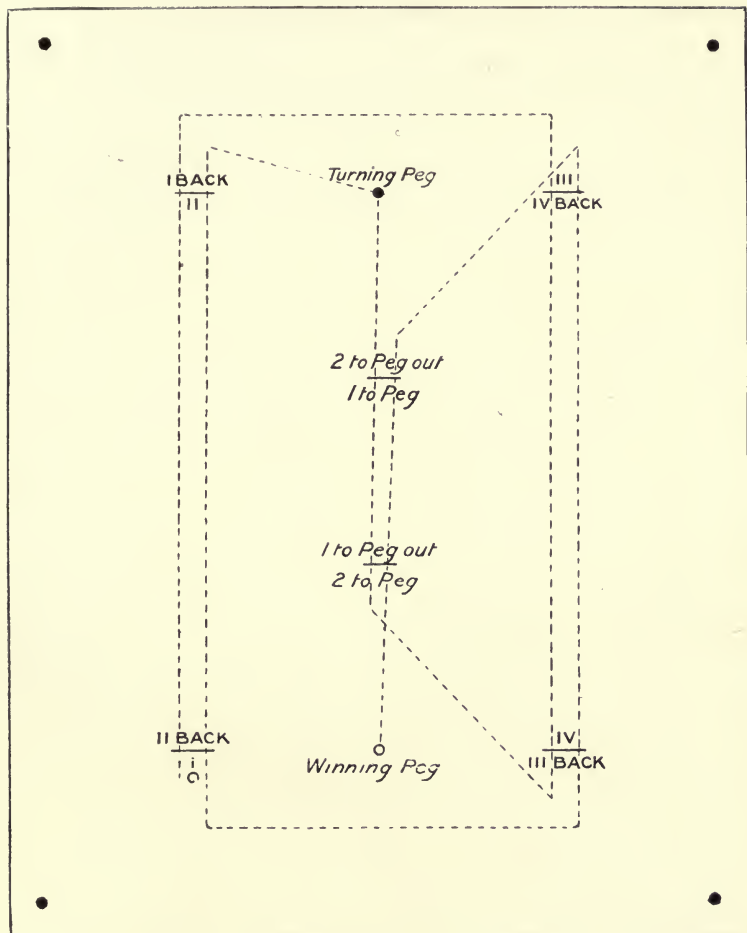 Turning Peg
I BACK
II
III
IV BACK
2 to Peg out
1 to Peg
1 to Peg out
2 to Peg
II BACK
I
IV
III BACK
Winning Peg